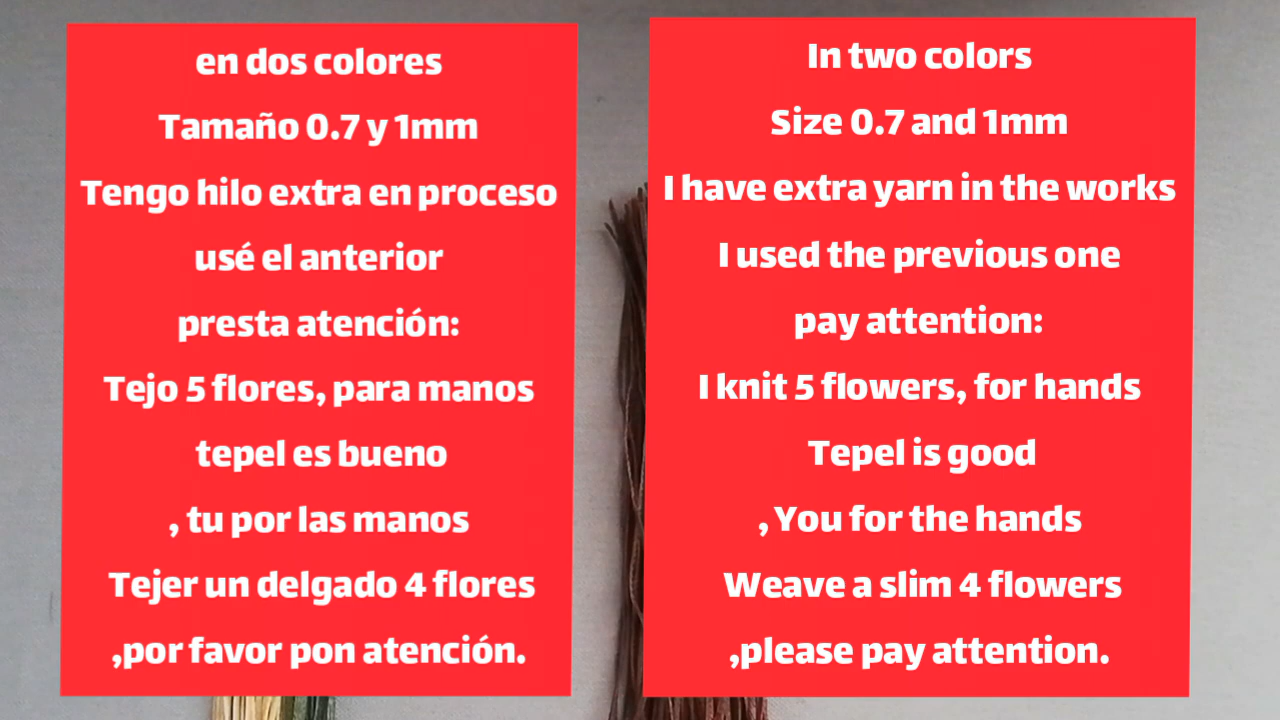 en dos colores
Tamaño 0.7 y 1mm
Tengo hilo extra en proceso
usé el anterior
presta atención:
Tejo 5 flores, para manos
tepel es bueno
, tu por las manos
Tejer un delgado 4 flores
,por favor pon atención.
In two colors
Size 0.7 and 1mm
I have extra yarn in the works
I used the previous one
pay attention:
I knit 5 flowers, for hands
Tepel is good
, You for the hands
Weave a slim 4 flowers
,please pay attention.